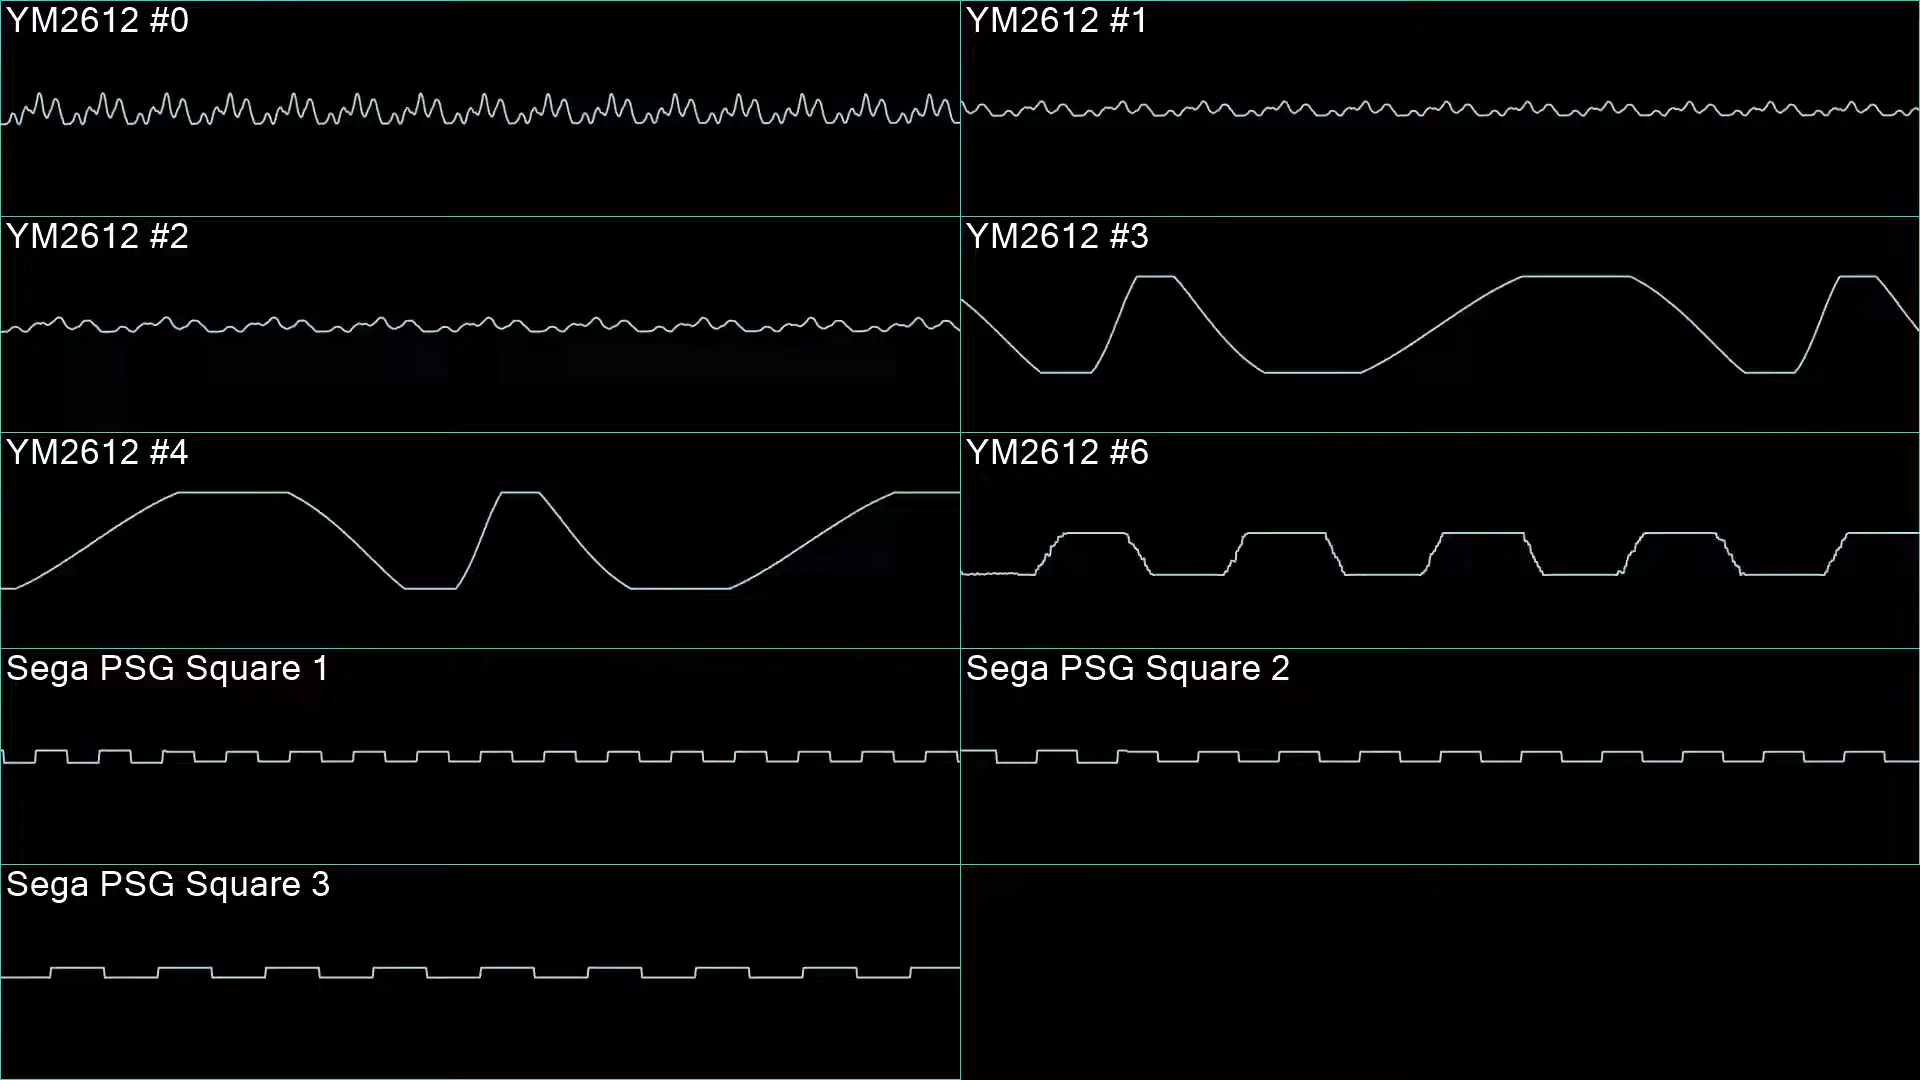 YM2612 #0
YM2612 #1
YM2612 #2
YM2612 #3
YM2612 #4
YM2612 #6
Sega PSG Square 1
Sega PSG Square 2
Sega PSG Square 3